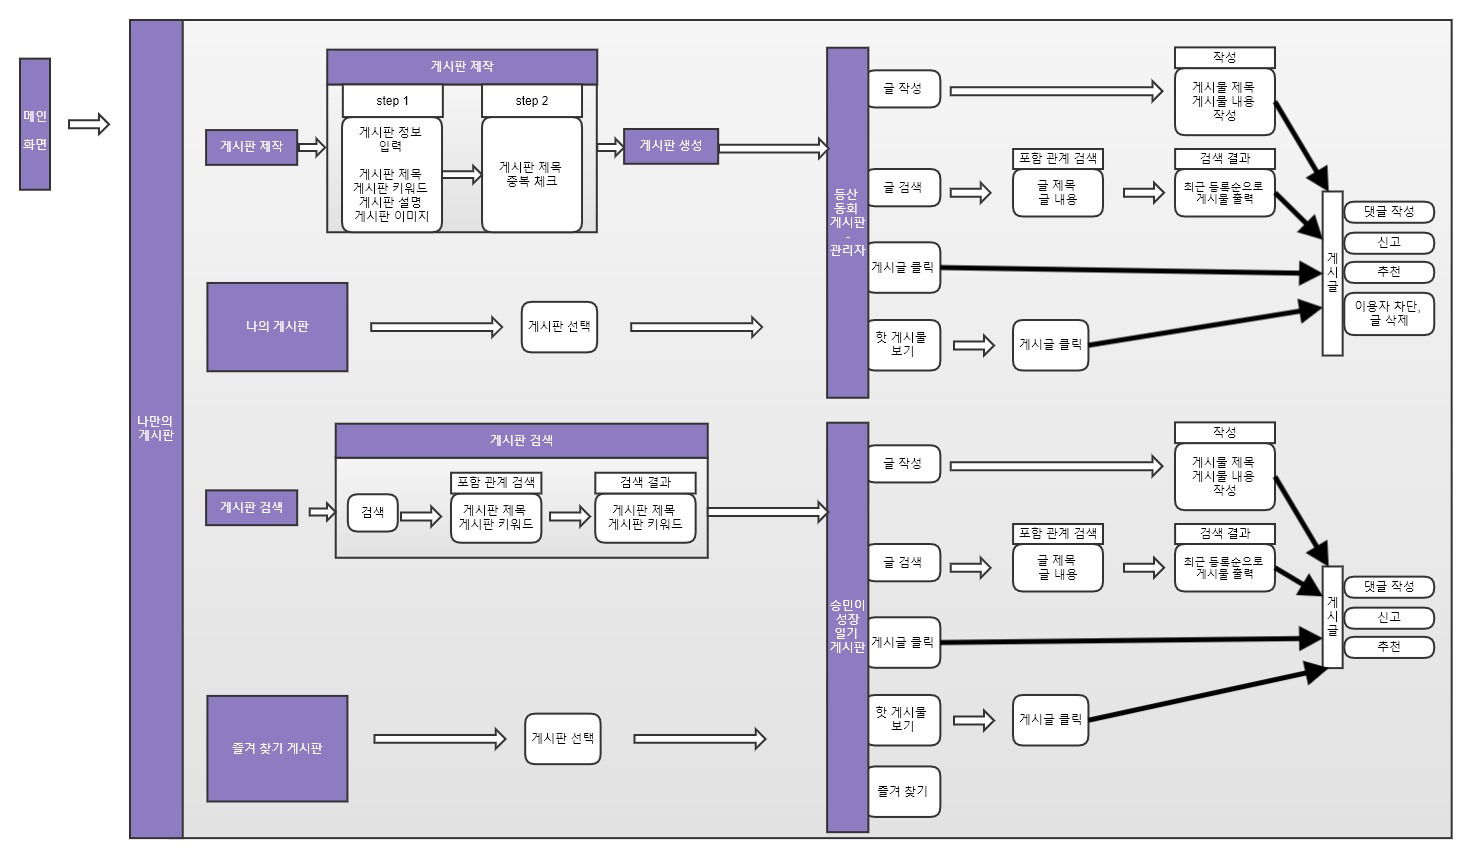 메인
화면
나만의
게시판
게시판 제작
게시판 제작
step 1
게시판 정보
입력
게시판 제목
게시판 키워드
게시판 설명
게시판 이미지
step 2
게시판 제목
중복 체크
게시판 생성
나의 게시판
게시판 선택
등산
동회
게시판
-
관리자
글 작성
작성
게시물 제목
게시물 내용
작성
글 검색
포함 관계 검색
글 제목
글 내용
검색 결과
최근 등록순으로
게시물 출력
게시글 클릭
핫 게시물
보기
게시글 클릭
게
시
글
댓글 작성
신고
추천
이용자 차단,
글 삭제
게시판 검색
게시판 검색
검색
포함 관계 검색
게시판 제목
게시판 키워드
검색 결과
게시판 제목
게시판 키워드
즐겨 찾기 게시판
게시판 선택
승민이
성장
일기
게시판
글 작성
작성
게시물 제목
게시물 내용
작성
글 검색
포함 관계 검색
글 제목
글 내용
검색 결과
최근 등록순으로
게시물 출력
게시글 클릭
핫 게시물
보기
게시글 클릭
즐겨 찾기
게
시
글
댓글 작성
신고
추천